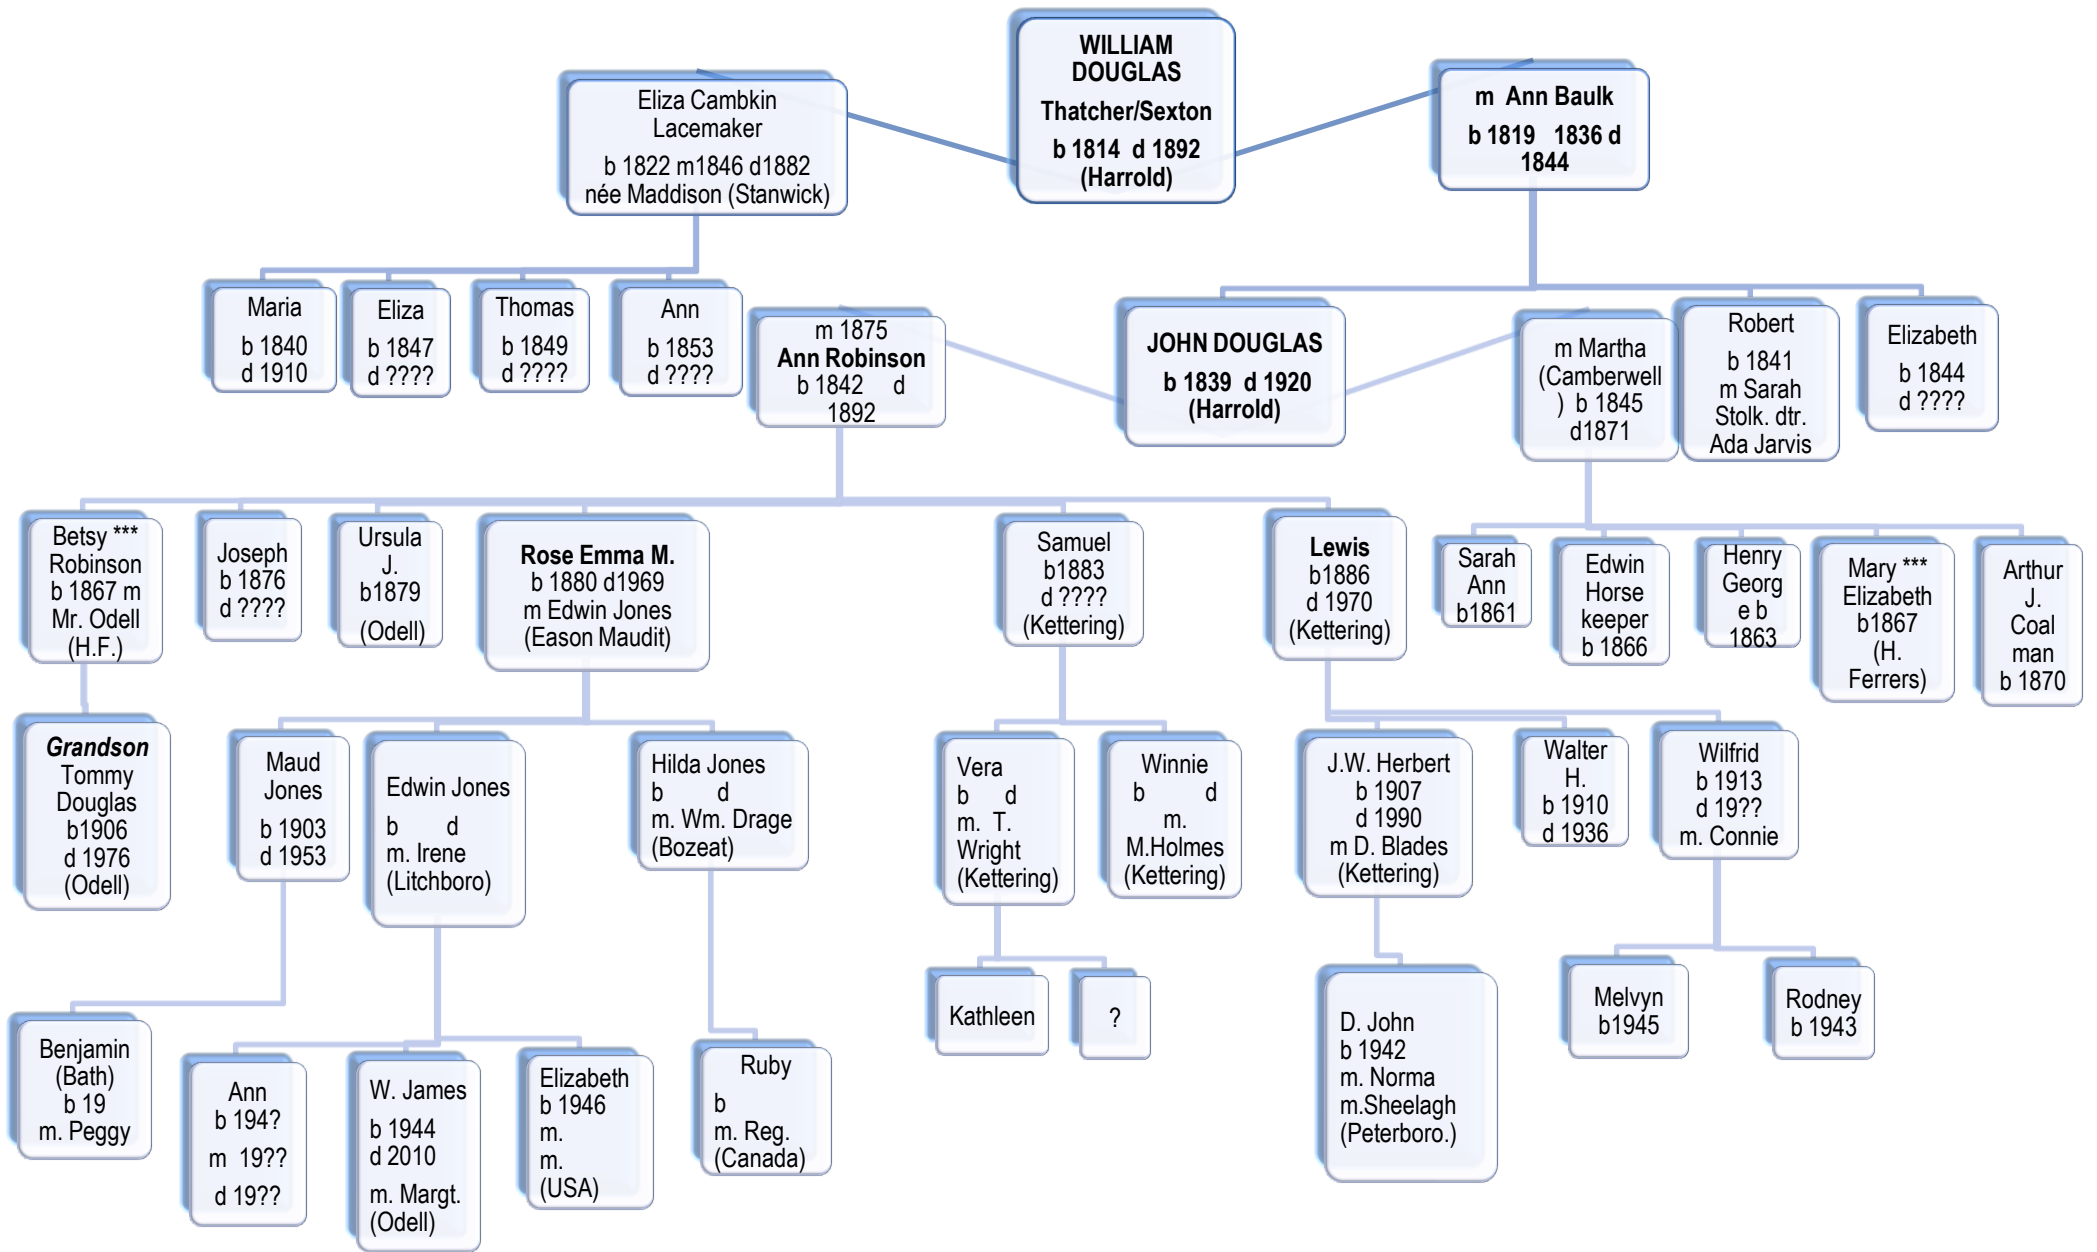 WILLIAM
DOUGLAS
Thatcher/Sexton
b 1814 d 1892
(Harrold)
Eliza Cambkin
Lacemaker
b 1822 m1846 d1882
née Maddison (Stanwick)
m Ann Baulk
b 1819 1836 d
1844
Maria
b 1840
d 1910
Eliza
b 1847
d ????
Thomas
b 1849
d ????
Ann
b 1853
d ????
m 1875
Ann Robinson
b 1842 d
1892
JOHN DOUGLAS
b 1839 d 1920
(Harrold)
m Martha
(Camberwell
) b 1845
d1871
Robert
b 1841
m Sarah
Stolk. dtr.
Ada Jarvis
Elizabeth
b 1844
d ????
Betsy ***
Robinson
b 1867 m
Mr. Odell
(H.F.)
Joseph
b 1876
d ????
Ursula
J.
b1879
(Odell)
Rose Emma M.
b 1880 d1969
m Edwin Jones
(Eason Maudit)
Samuel
b1883
d ????
(Kettering)
Lewis
b1886
d 1970
(Kettering)
Sarah
Ann
b1861
Edwin
Horse
keeper
b 1866
Henry
Georg
e b
1863
Mary ***
Elizabeth
b1867
(H.
Ferrers)
Arthur
J.
Coal
man
b 1870
Grandson
Tommy
Douglas
b1906
d 1976
(Odell)
Maud
Jones
b 1903
d 1953
Edwin Jones
b d
m. Irene
(Litchboro)
Hilda Jones
b d
m. Wm. Drage
(Bozeat)
Vera
b d
m. T.
Wright
(Kettering)
Winnie
b d
m.
M.Holmes
(Kettering)
J.W. Herbert
b 1907
d 1990
m D. Blades
(Kettering)
Walter
H.
b 1910
d 1936
Wilfrid
b 1913
d 19??
m. Connie
Benjamin
(Bath)
b 19
m. Peggy
Ann
b 194?
m 19??
d 19??
W. James
b 1944
d 2010
m. Margt.
(Odell)
Elizabeth
b 1946
m.
m.
(USA)
Ruby
b
m. Reg.
(Canada)
Kathleen
?
D. John
b 1942
m. Norma
m.Sheelagh
(Peterboro.)
Melvyn
b1945
Rodney
b 1943